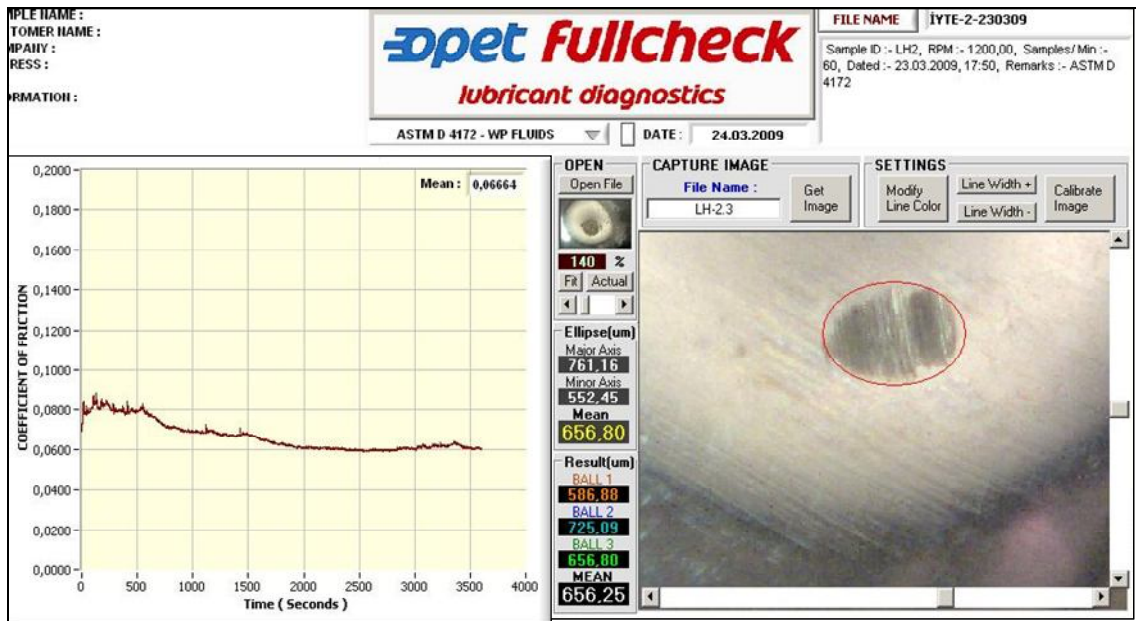 MPLE NAME :
TOMER NAME :
MPANY :
RESS :
RMATION :
opet fullcheck
lubricant diagnostics
FILE NAME İYTE-2-230309
Sample ID :- LH2, RPM :- 1200,00, Samples/Min :-
60, Dated :- 23.03.2009, 17:50, Remarks :- ASTM D
4172
ASTM D 4172 - WP FLUIDS
DATE : 24.03.2009
Mean : 0,06664
COEFFICIENT OF FRICTION
0,2000
0,1800
0,1600
0,1400
0,1200
0,1000
0,0800
0,0600
0,0400
0,0200
0,0000
0 500 1000 1500 2000 2500 3000 3500 4000
Time ( Seconds )
OPEN
Open File
140 %
Fit Actual
Ellipse(um)
Major Axis
761,16
Minor Axis
552,45
Mean
656,80
Result(um)
BALL 1
586,88
BALL 2
725,09
BALL 3
656,80
MEAN
656,25
CAPTURE IMAGE
File Name :
LH-2.3
Get
Image
SETTINGS
Modify
Line Color
Line Width +
Line Width -
Calibrate
Image